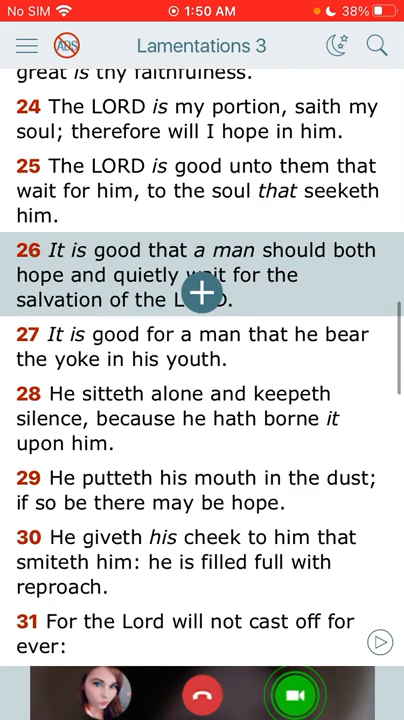 No SIM 1:50 AM 38%
ADS Lamentations 3
great is thy faithfulness.
24 The LORD is my portion, saith my
soul; therefore will I hope in him.
25 The LORD is good unto them that
wait for him, to the soul that seeketh
him.
26 It is good that a man should both
hope and quietly wait for the
salvation of the LORD.
27 It is good for a man that he bear
the yoke in his youth.
28 He sitteth alone and keepeth
silence, because he hath borne it
upon him.
29 He putteth his mouth in the dust;
if so be there may be hope.
30 He giveth his cheek to him that
smiteth him: he is filled full with
reproach.
31 For the Lord will not cast off for
ever: